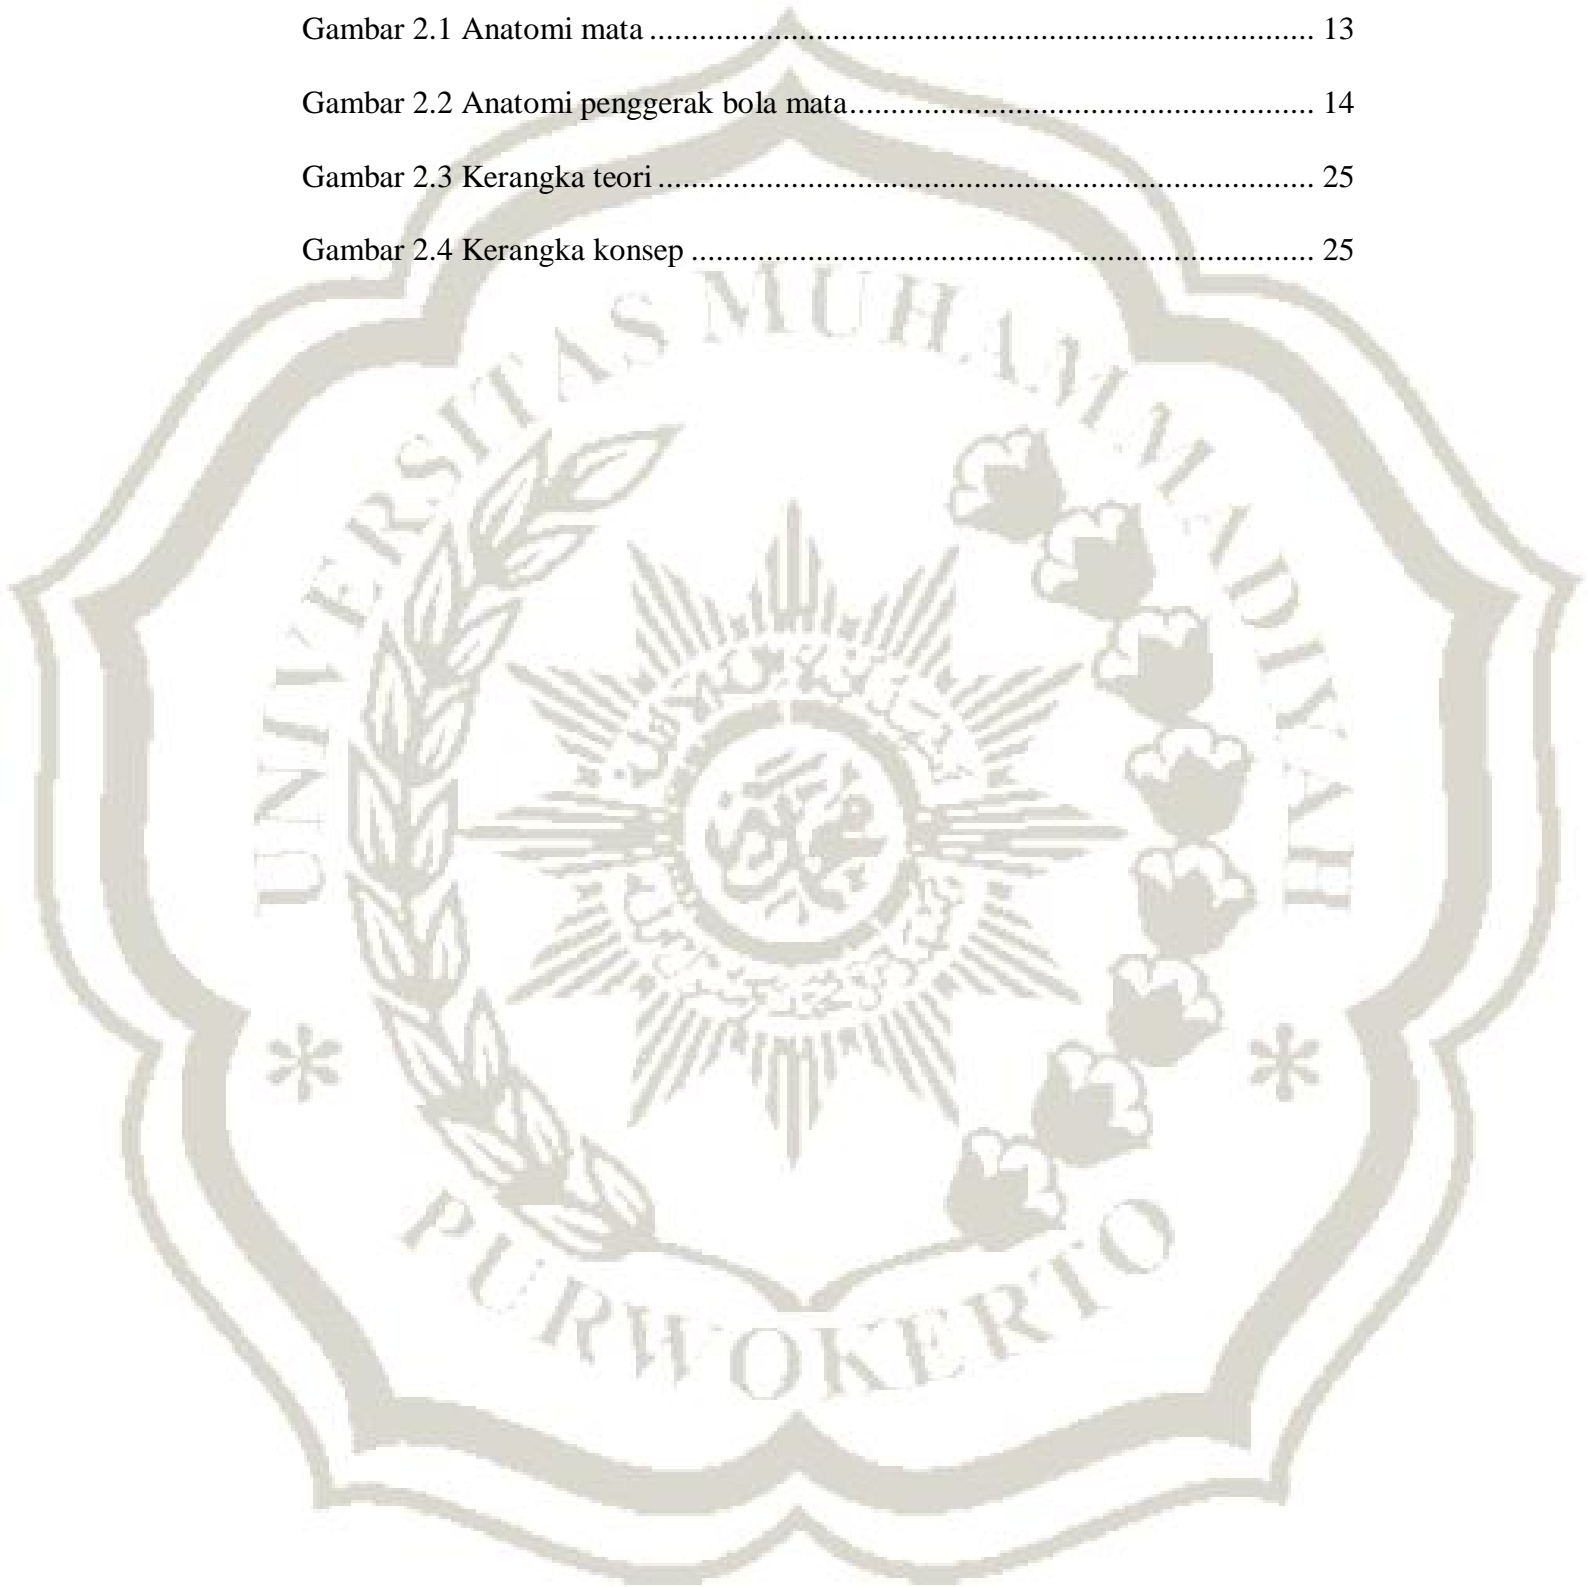 Gambar 2.1 Anatomi mata ................................................................................ 13
Gambar 2.2 Anatomi penggerak bola mata........................................................ 14
Gambar 2.3 Kerangka teori ............................................................................... 25
Gambar 2.4 Kerangka konsep ........................................................................... 25
UNIVERSITAS MUHAMMADIYAH
PURWOKERTO